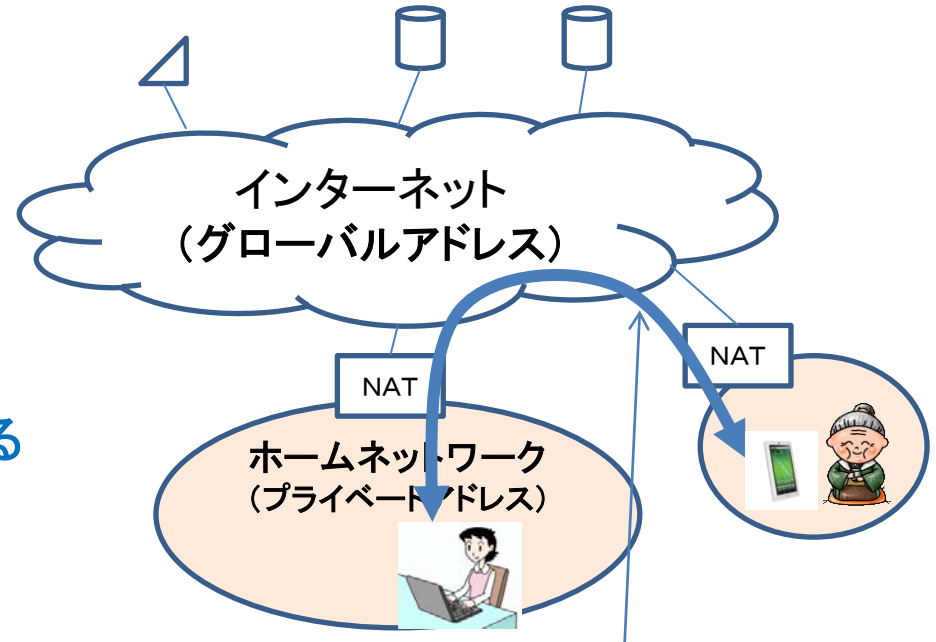 インターネット
（グローバルアドレス）
NAT
NAT
る
ホームネットワーク
（プライベートアドレス）